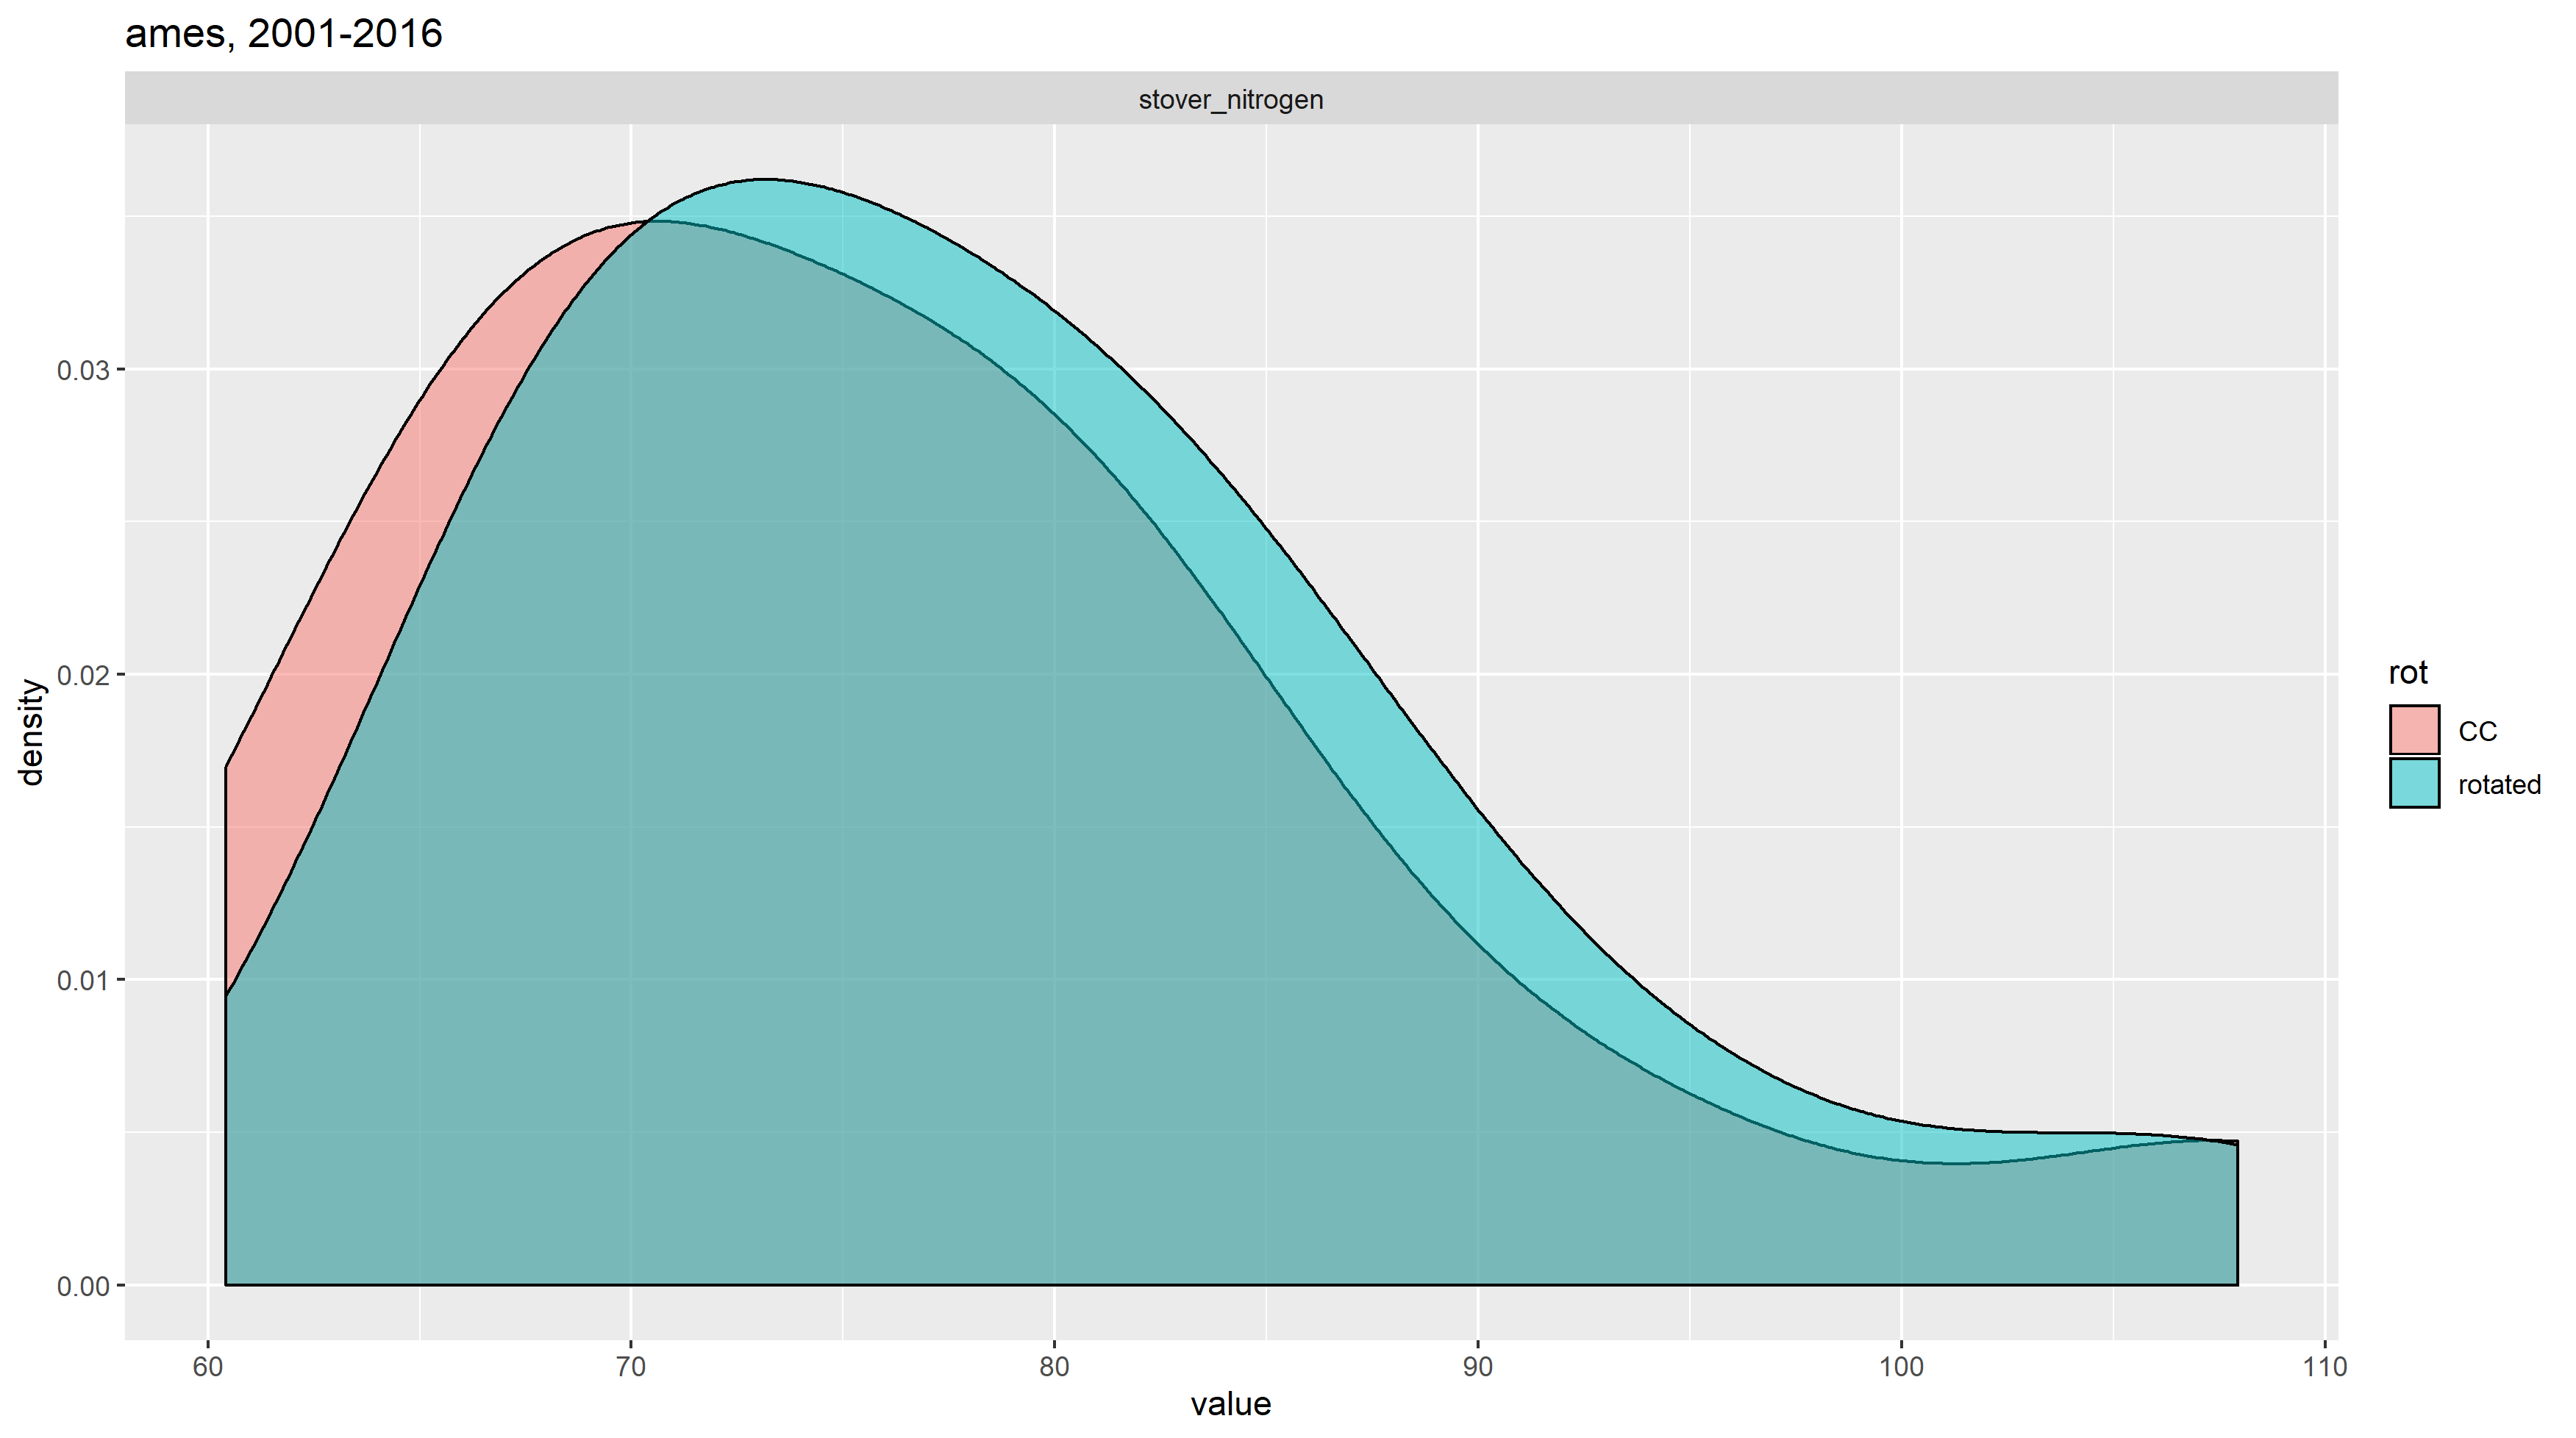 ames, 2001-2016
stover_nitrogen
density
0.03
0.02
0.01
0.00
60 70 80 90 100 110
value
rot
CC
rotated